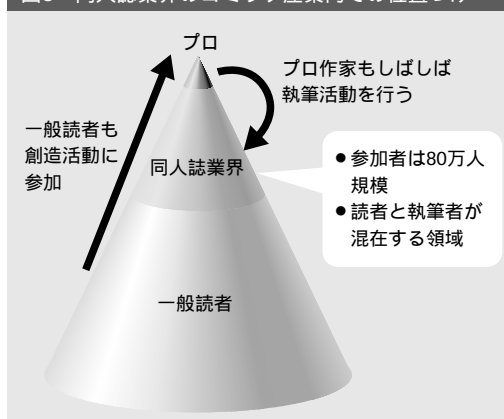 プロ
プロ作家もしばしば
執筆活動を行う
一般読者も
創造活動に
参加
同人誌業界
●参加者は80万人
規模
●読者と執筆者が
混在する領域
一般読者